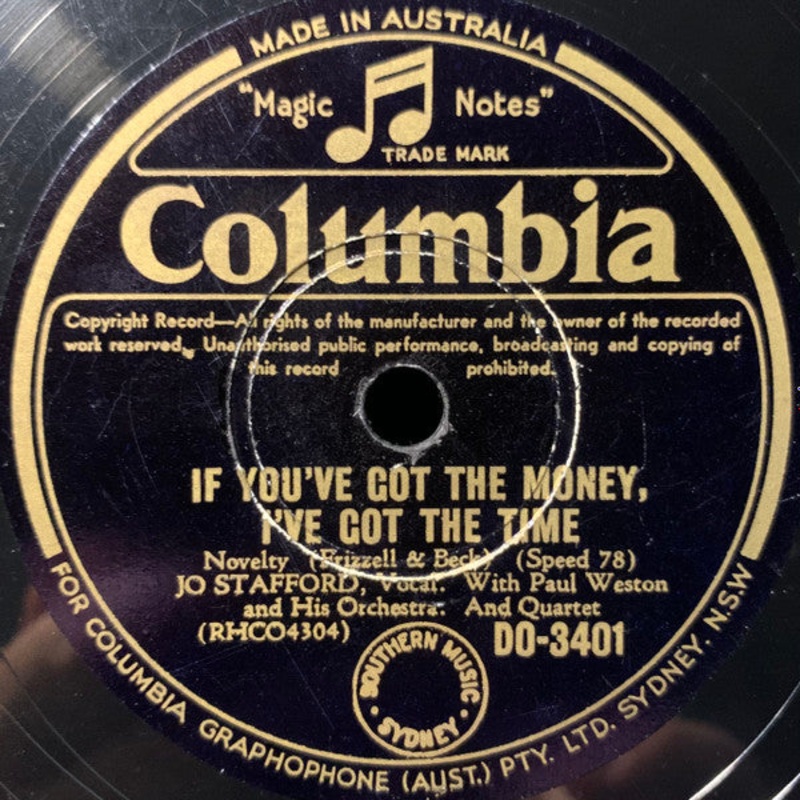 MADE IN AUSTRALIA
"Magic Notes"
TRADE MARK
Columbia
Copyright Record—All rights of the manufacturer and the owner of the recorded
work reserved. Unauthorised public performance, broadcasting and copying of
this record prohibited.
IF YOU'VE GOT THE MONEY,
I'VE GOT THE TIME
Novelty (Frizzell & Beck) (Speed 78)
JO STAFFORD, Vocal. With Paul Weston
and His Orchestra. And Quartet
(RHCO4304) DO-3401
SOUTHERN MUSIC
· SYDNEY ·
FOR COLUMBIA GRAPHOPHONE (AUST.) PTY. LTD. SYDNEY. N.S.W